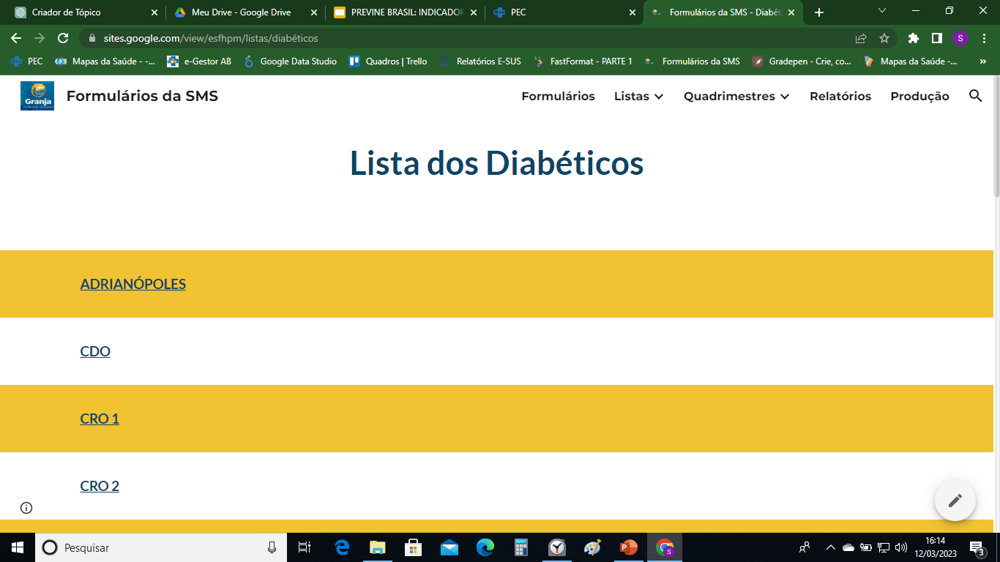 Criador de Tópico
Meu Drive - Google Drive
PREVINE BRASIL: INDICADOR
PEC
Formulários da SMS - Diabét
sites.google.com/view/esfhpm/listas/diabéticos
S
PEC
Mapas da Saúde - -...
e-Gestor AB
Google Data Studio
Quadros | Trello
Relatórios E-SUS
FastFormat - PARTE 1
Formulários da SMS
Gradepen - Crie, co...
Mapas da Saúde -...
»
Granja
Formulários da SMS
Formulários
Listas
Quadrimestres
Relatórios
Produção
Lista dos Diabéticos
ADRIANÓPOLES
CDO
CRO 1
CRO 2
Pesquisar
16:14
12/03/2023
3